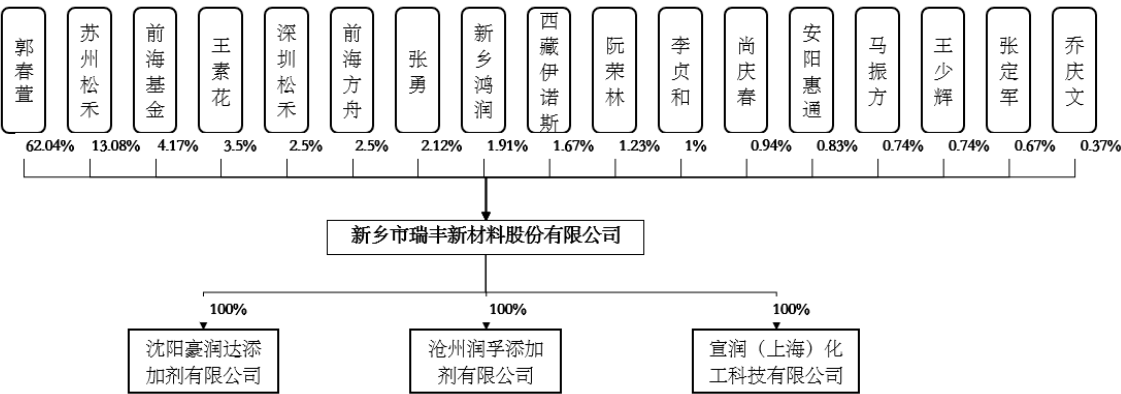 郭春萱
苏州松禾
前海基金
王素花
深圳松禾
前海方舟
张勇
新乡鸿润
西藏伊诺斯
阮荣林
李贞和
尚庆春
安阳惠通
马振方
王少辉
张定军
乔庆文
62.04% 13.08% 4.17% 3.5% 2.5% 2.5% 2.12% 1.91% 1.67% 1.23% 1% 0.94% 0.83% 0.74% 0.74% 0.67% 0.37%
新乡市瑞丰新材料股份有限公司
100% 100% 100%
沈阳豪润达添
加剂有限公司
沧州润孚添加
剂有限公司
宣润（上海）化
工科技有限公司